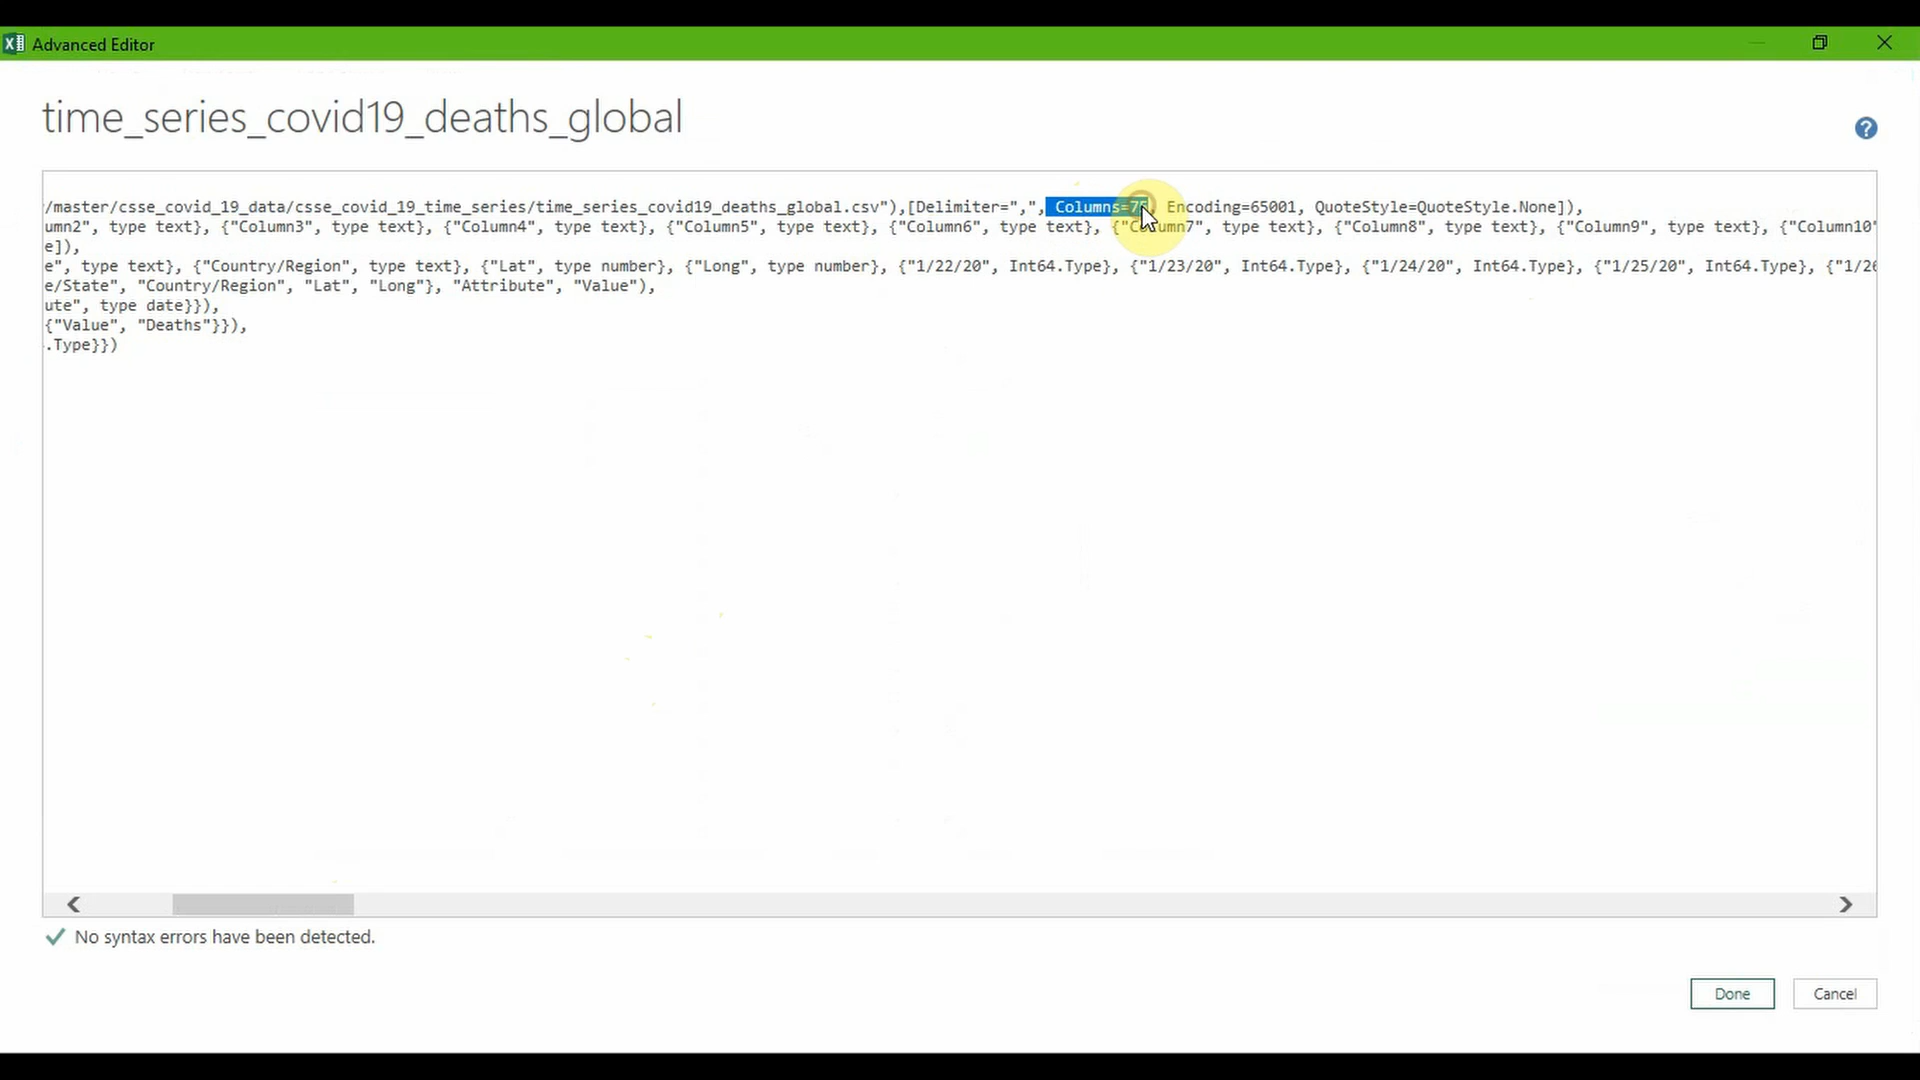 Advanced Editor
time_series_covid19_deaths_global
/master/csse_covid_19_data/csse_covid_19_time_series/time_series_covid19_deaths_global.csv"),[Delimiter=",", Columns=75, Encoding=65001, QuoteStyle=QuoteStyle.None]),
umn2", type text}, {"Column3", type text}, {"Column4", type text}, {"Column5", type text}, {"Column6", type text}, {"Column7", type text}, {"Column8", type text}, {"Column9", type text}, {"Column10"
e]),
e", type text}, {"Country/Region", type text}, {"Lat", type number}, {"Long", type number}, {"1/22/20", Int64.Type}, {"1/23/20", Int64.Type}, {"1/24/20", Int64.Type}, {"1/25/20", Int64.Type}, {"1/26
e/State", "Country/Region", "Lat", "Long"}, "Attribute", "Value"),
ute", type date}}),
{"Value", "Deaths"}}),
.Type}})
No syntax errors have been detected.
Done
Cancel